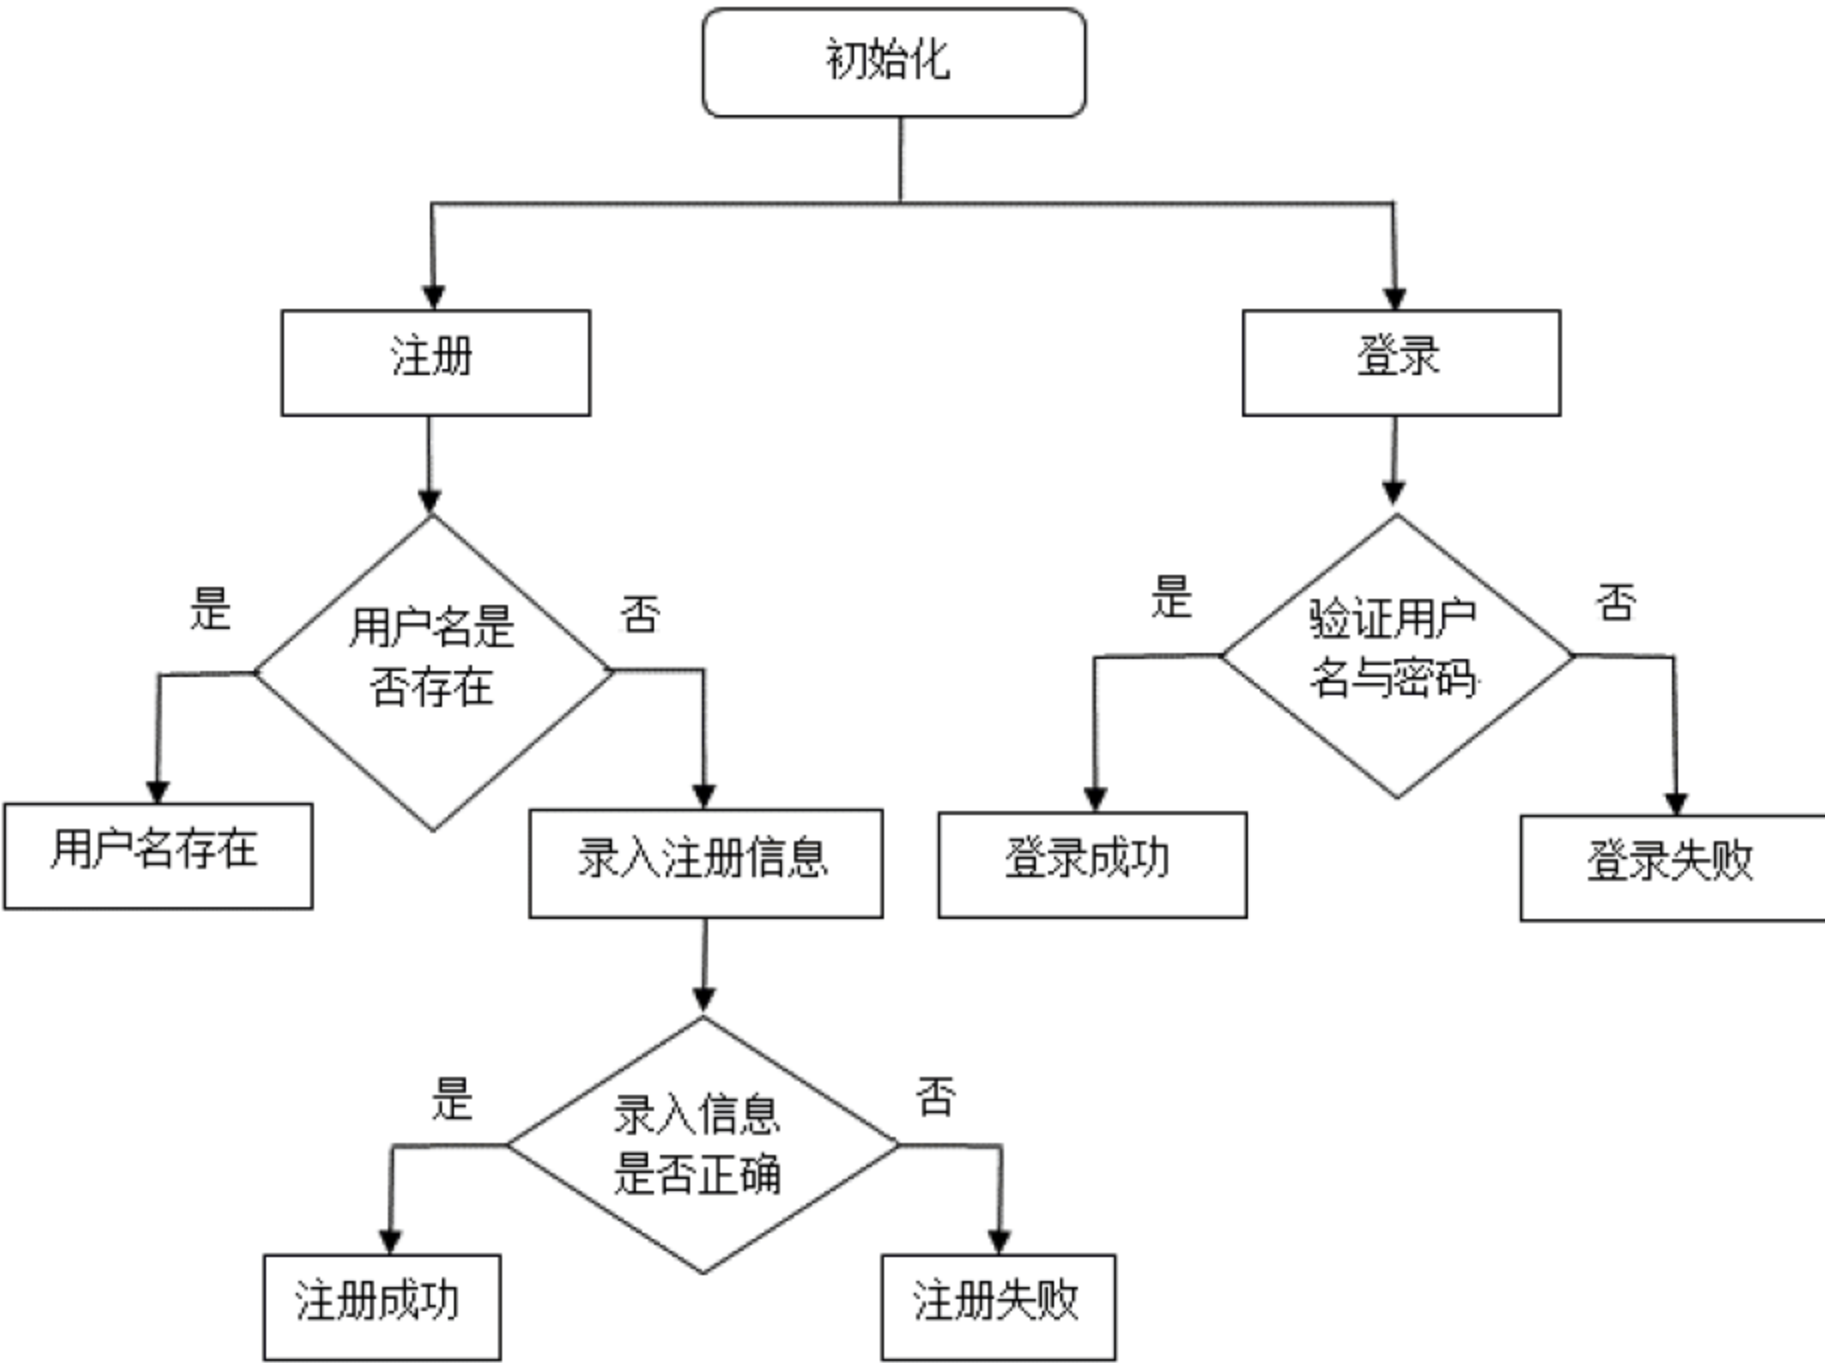 初始化
注册
登录
是
用户名是
否存在
否
是
验证用户
名与密码
否
用户名存在
录入注册信息
登录成功
登录失败
是
录入信息
是否正确
否
注册成功
注册失败